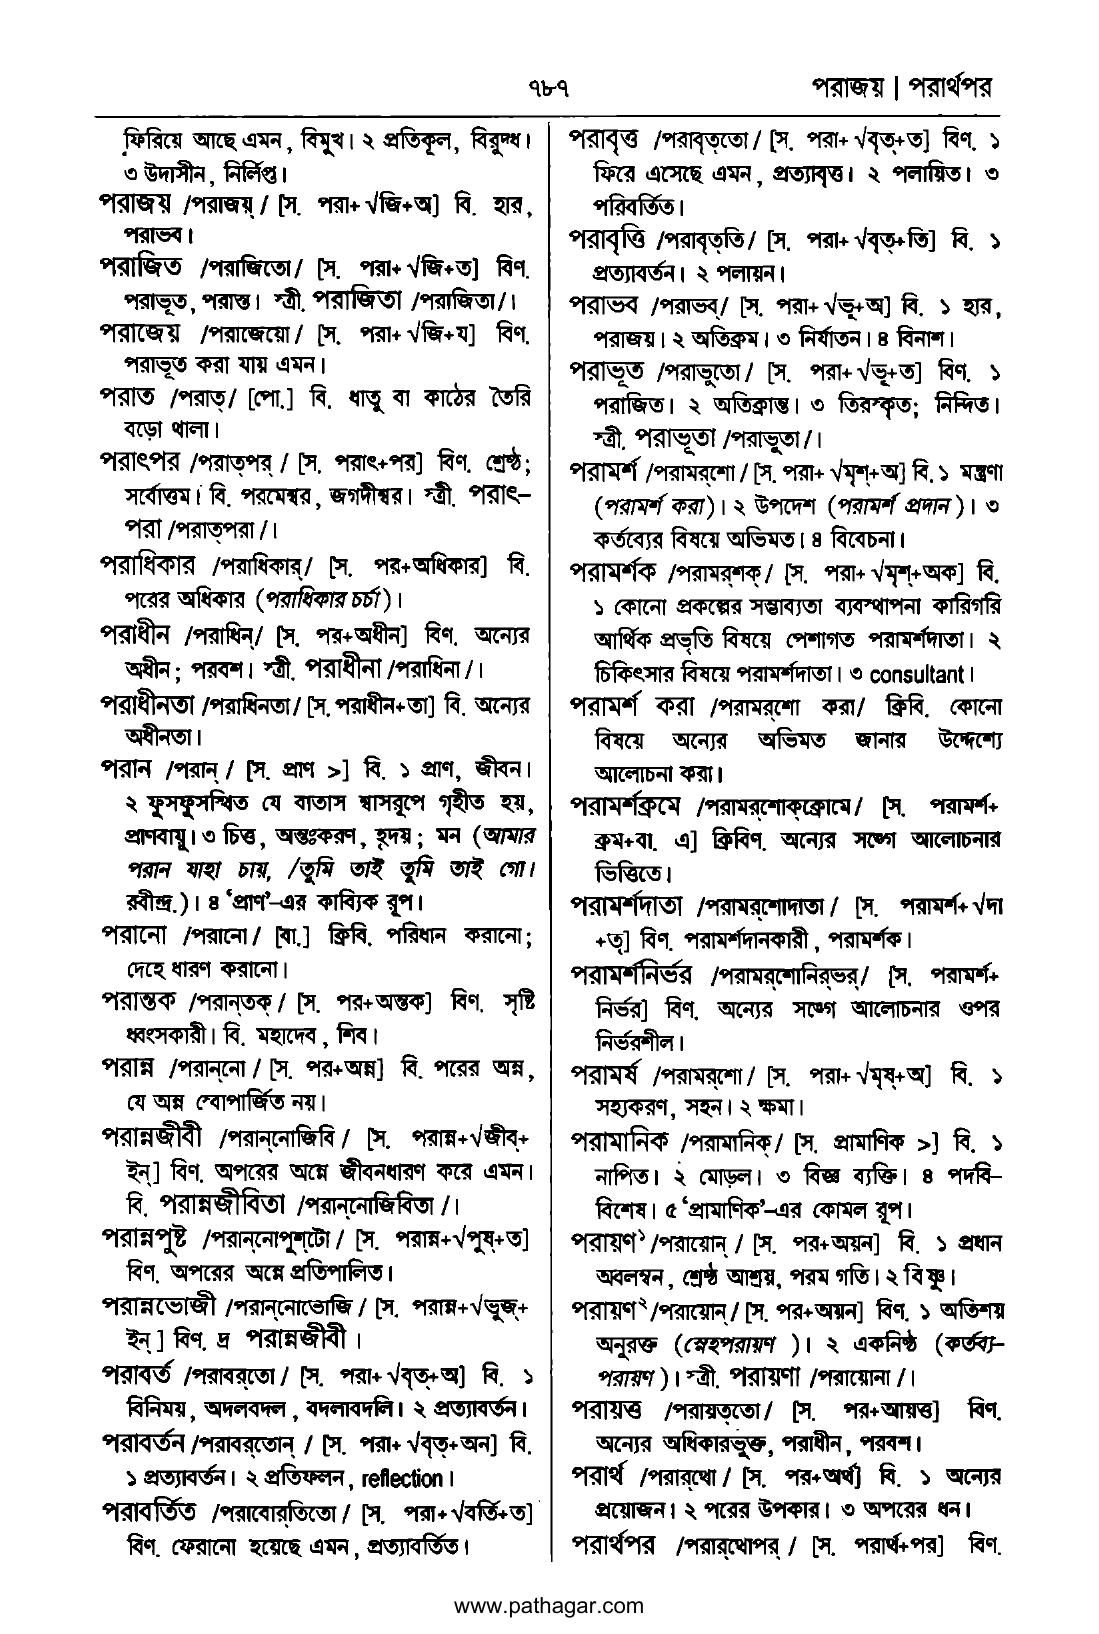 ৭৮৭
পরাজয় | পরার্থপর
ফিরিয়ে আছে এমন, বিমুখ। ২ প্রতিকূল, বিরুদ্ধ।
৩ উদাসীন, নির্লিপ্ত।
পরাজয় /পরাজয়্/ [স. পরা+√জি+অ] বি. হার,
পরাভব।
পরাজিত /পরাজিতো/ [স. পরা+√জি+ত] বিণ.
পরাভূত, পরাস্ত। স্ত্রী. পরাজিতা /পরাজিতা/।
পরাজেয় /পরাজেয়ো/ [স. পরা+√জি+য] বিণ.
পরাভূত করা যায় এমন।
পরাত /পরাত্/ [পো.] বি. ধাতু বা কাঠের তৈরি
বড়ো থালা।
পরাৎপর /পরাত্পর্/ [স. পরাৎ+পর] বিণ. শ্রেষ্ঠ;
সর্বোত্তম। বি. পরমেশ্বর, জগদীশ্বর। স্ত্রী. পরাৎ–
পরা /পরাত্পরা/।
পরাধিকার /পরাধিকার্/ [স. পর+অধিকার] বি.
পরের অধিকার (পরাধিকার চর্চা)।
পরাধীন /পরাধিন্/ [স. পর+অধীন] বিণ. অন্যের
অধীন; পরবশ। স্ত্রী. পরাধীনা /পরাধিনা/।
পরাধীনতা /পরাধিনতা/ [স. পরাধীন+তা] বি. অন্যের
অধীনতা।
পরান /পরান্/ [স. প্রাণ >] বি. ১ প্রাণ, জীবন।
২ ফুসফুসস্থিত যে বাতাস শ্বাসরূপে গৃহীত হয়,
প্রাণবায়ু। ৩ চিত্ত, অন্তঃকরণ, হৃদয়; মন (আমার
পরান যাহা চায়, /তুমি তাই তুমি তাই গো।
রবীন্দ্র.)। ৪ ‘প্রাণ’–এর কাব্যিক রূপ।
পরানো /পরানো/ [বা.] ক্রিবি. পরিধান করানো;
দেহে ধারণ করানো।
পরান্তক /পরান্‌তক্/ [স. পর+অন্তক] বিণ. সৃষ্টি
ধ্বংসকারী। বি. মহাদেব, শিব।
পরান্ন /পরান্‌নো/ [স. পর+অন্ন] বি. পরের অন্ন,
যে অন্ন স্বোপার্জিত নয়।
পরান্নজীবী /পরান্‌নোজিবি/ [স. পরান্ন+√জীব্+
ইন্] বিণ. অপরের অন্নে জীবনধারণ করে এমন।
বি. পরান্নজীবিতা /পরান্‌নোজিবিতা/।
পরান্নপুষ্ট /পরান্‌নোপুশ্‌টো/ [স. পরান্ন+√পুষ্+ত]
বিণ. অপরের অন্নে প্রতিপালিত।
পরান্নভোজী /পরান্‌নোভোজি/ [স. পরান্ন+√ভুজ্+
ইন্] বিণ. দ্র পরান্নজীবী।
পরাবর্ত /পরাবর্‌তো/ [স. পরা+√বৃত্+অ] বি. ১
বিনিময়, অদলবদল, বদলাবদলি। ২ প্রত্যাবর্তন।
পরাবর্তন /পরাবর্‌তোন্/ [স. পরা+√বৃত্+অন] বি.
১ প্রত্যাবর্তন। ২ প্রতিফলন, reflection।
পরাবর্তিত /পরাবোর্‌তিতো/ [স. পরা+√বর্তি+ত]
বিণ. ফেরানো হয়েছে এমন, প্রত্যাবর্তিত।
পরাবৃত্ত /পরাবৃত্‌তো/ [স. পরা+√বৃত্+ত] বিণ. ১
ফিরে এসেছে এমন, প্রত্যাবৃত্ত। ২ পলায়িত। ৩
পরিবর্তিত।
পরাবৃত্তি /পরাবৃত্‌তি/ [স. পরা+√বৃত্+তি] বি. ১
প্রত্যাবর্তন। ২ পলায়ন।
পরাভব /পরাভব্/ [স. পরা+√ভূ+অ] বি. ১ হার,
পরাজয়। ২ অতিক্রম। ৩ নির্যাতন। ৪ বিনাশ।
পরাভূত /পরাভুতো/ [স. পরা+√ভূ+ত] বিণ. ১
পরাজিত। ২ অতিক্রান্ত। ৩ তিরস্কৃত; নিন্দিত।
স্ত্রী. পরাভূতা /পরাভুতা/।
পরামর্শ /পরামর্‌শো/ [স. পরা+√মৃশ্+অ] বি. ১ মন্ত্রণা
(পরামর্শ করা)। ২ উপদেশ (পরামর্শ প্রদান)। ৩
কর্তব্যের বিষয়ে অভিমত। ৪ বিবেচনা।
পরামর্শক /পরামর্‌শক্/ [স. পরা+√মৃশ্+অক] বি.
১ কোনো প্রকল্পের সম্ভাব্যতা ব্যবস্থাপনা কারিগরি
আর্থিক প্রভৃতি বিষয়ে পেশাগত পরামর্শদাতা। ২
চিকিৎসার বিষয়ে পরামর্শদাতা। ৩ consultant।
পরামর্শ করা /পরামর্‌শো করা/ ক্রিবি. কোনো
বিষয়ে অন্যের অভিমত জানার উদ্দেশ্যে
আলোচনা করা।
পরামর্শক্রমে /পরামর্‌শোক্‌ক্রোমে/ [স. পরামর্শ+
ক্রম+বা. এ] ক্রিবিণ. অন্যের সঙ্গে আলোচনার
ভিত্তিতে।
পরামর্শদাতা /পরামর্‌শোদাতা/ [স. পরামর্শ+√দা
+তৃ] বিণ. পরামর্শদানকারী, পরামর্শক।
পরামর্শনির্ভর /পরামর্‌শোনির্‌ভর্/ [স. পরামর্শ+
নির্ভর] বিণ. অন্যের সঙ্গে আলোচনার ওপর
নির্ভরশীল।
পরামর্ষ /পরামর্‌শো/ [স. পরা+√মৃষ্+অ] বি. ১
সহ্যকরণ, সহন। ২ ক্ষমা।
পরামানিক /পরামানিক্/ [স. প্রামাণিক >] বি. ১
নাপিত। ২ মোড়ল। ৩ বিজ্ঞ ব্যক্তি। ৪ পদবি–
বিশেষ। ৫ ‘প্রামাণিক’–এর কোমল রূপ।
পরায়ণ১ /পরায়োন্/ [স. পর+অয়ন] বি. ১ প্রধান
অবলম্বন, শ্রেষ্ঠ আশ্রয়, পরম গতি। ২ বিষ্ণু।
পরায়ণ২ /পরায়োন্/ [স. পর+অয়ন] বিণ. ১ অতিশয়
অনুরক্ত (স্নেহপরায়ণ)। ২ একনিষ্ঠ (কর্তব্য–
পরায়ণ)। স্ত্রী. পরায়ণা /পরায়োনা/।
পরায়ত্ত /পরায়ত্‌তো/ [স. পর+আয়ত্ত] বিণ.
অন্যের অধিকারভুক্ত, পরাধীন, পরবশ।
পরার্থ /পরার্‌থো/ [স. পর+অর্থ] বি. ১ অন্যের
প্রয়োজন। ২ পরের উপকার। ৩ অপরের ধন।
পরার্থপর /পরার্‌থোপর্/ [স. পরার্থ+পর] বিণ.
www.pathagar.com